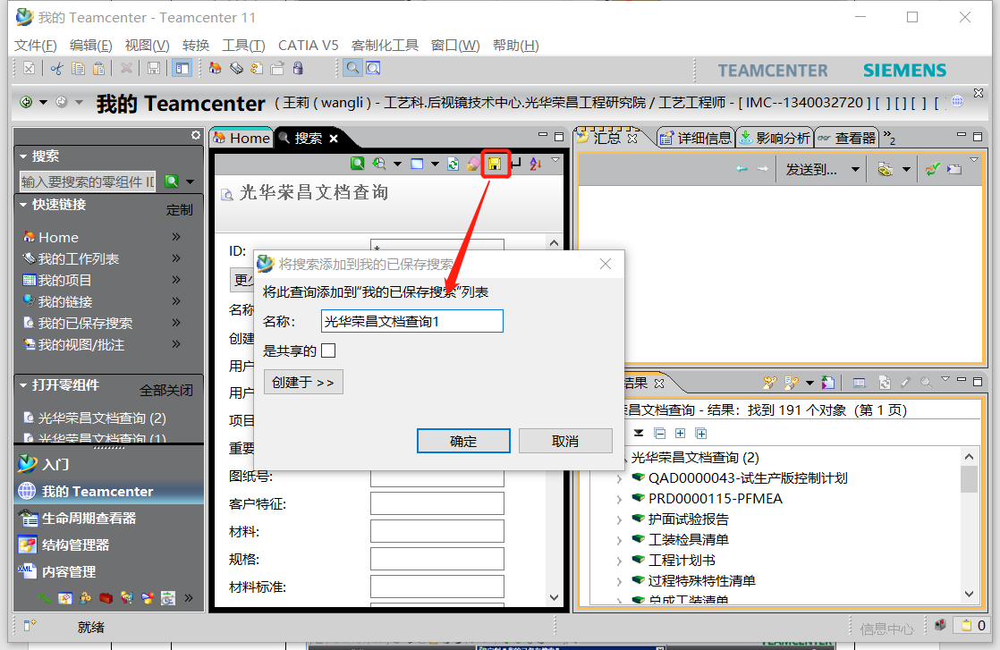 我的 Teamcenter - Teamcenter 11
文件(F) 编辑(E) 视图(V) 转换 工具(T) CATIA V5 客制化工具 窗口(W) 帮助(H)
TEAMCENTER SIEMENS
我的 Teamcenter ( 王莉 ( wangli ) - 工艺科.后视镜技术中心.光华荣昌工程研究院 / 工艺工程师 - [ IMC--1340032720 ] [ ] [ ] [ ] [
搜索
输入要搜索的零组件 ID
快速链接 定制
Home »
我的工作列表 »
我的项目 »
我的链接 »
我的已保存搜索 »
我的视图/批注 »
打开零组件 全部关闭
光华荣昌文档查询 (2)
光华荣昌文档查询 (1)
入门
我的 Teamcenter
生命周期查看器
结构管理器
XML 内容管理
»
就绪
Home 搜索
光华荣昌文档查询
ID: *
更少
名称
创建
用户
用户
项目
重要
图纸号:
客户特征:
材料:
规格:
材料标准:
将搜索添加到我的已保存搜索
将此查询添加到“我的已保存搜索”列表
名称: 光华荣昌文档查询1
是共享的
创建于 >>
确定 取消
汇总 详细信息 影响分析 查看器 »2
发送到...
结果
荣昌文档查询 - 结果: 找到 191 个对象 (第 1 页)
光华荣昌文档查询 (2)
QAD0000043-试生产版控制计划
PRD0000115-PFMEA
护面试验报告
工装检具清单
工程计划书
过程特殊特性清单
总成工装清单
信息中心 0